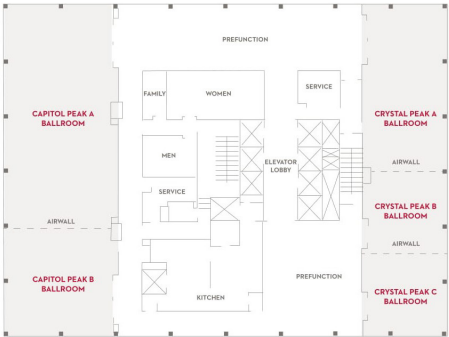 PREFUNCTION
FAMILY
WOMEN
SERVICE
CAPITOL PEAK A
BALLROOM
CRYSTAL PEAK A
BALLROOM
MEN
ELEVATOR
LOBBY
AIRWALL
SERVICE
CRYSTAL PEAK B
BALLROOM
AIRWALL
AIRWALL
CAPITOL PEAK B
BALLROOM
PREFUNCTION
KITCHEN
CRYSTAL PEAK C
BALLROOM